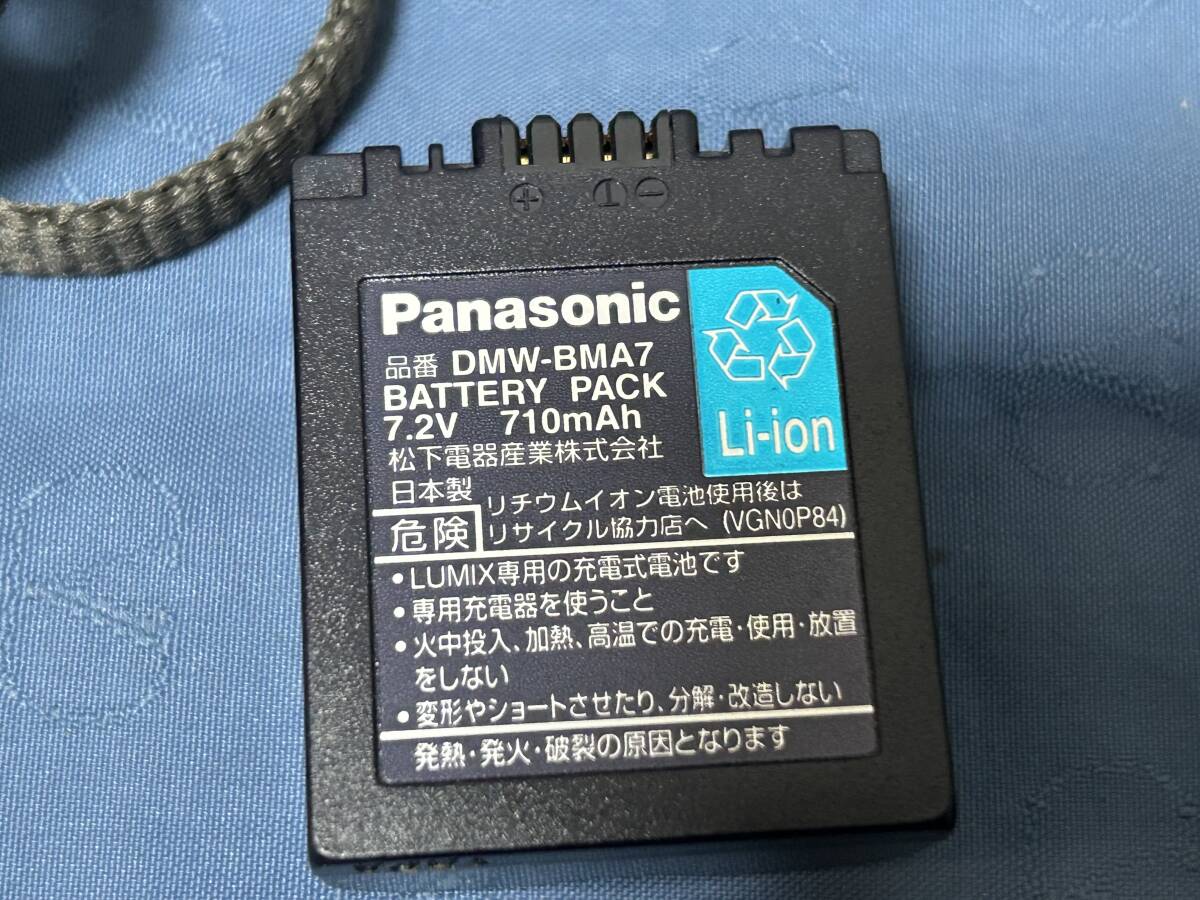 + T −
Panasonic
品番 DMW-BMA7
BATTERY PACK
7.2V 710mAh
Li-ion
松下電器産業株式会社
日本製
リチウムイオン電池使用後は
リサイクル協力店へ (VGN0P84)
危険
・LUMIX専用の充電式電池です
・専用充電器を使うこと
・火中投入、加熱、高温での充電・使用・放置
をしない
・変形やショートさせたり、分解・改造しない
発熱・発火・破裂の原因となります